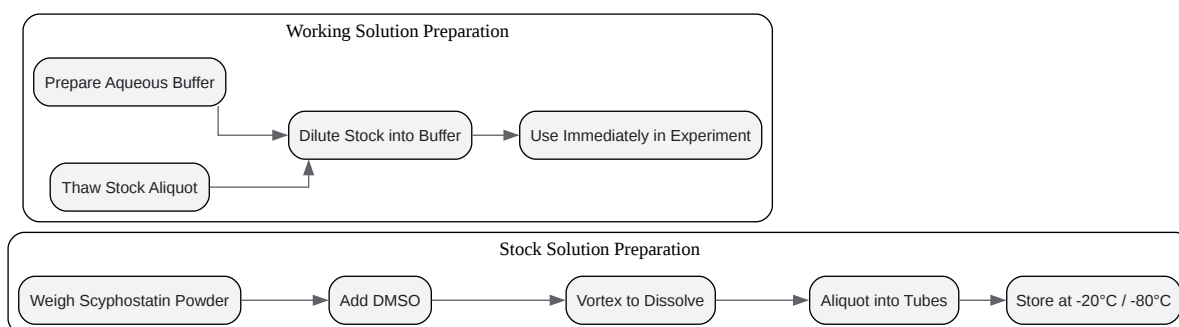 Working Solution Preparation
Prepare Aqueous Buffer
Dilute Stock into Buffer
Use Immediately in Experiment
Thaw Stock Aliquot
Stock Solution Preparation
Weigh Scyphostatin Powder
Add DMSO
Vortex to Dissolve
Aliquot into Tubes
Store at -20°C / -80°C